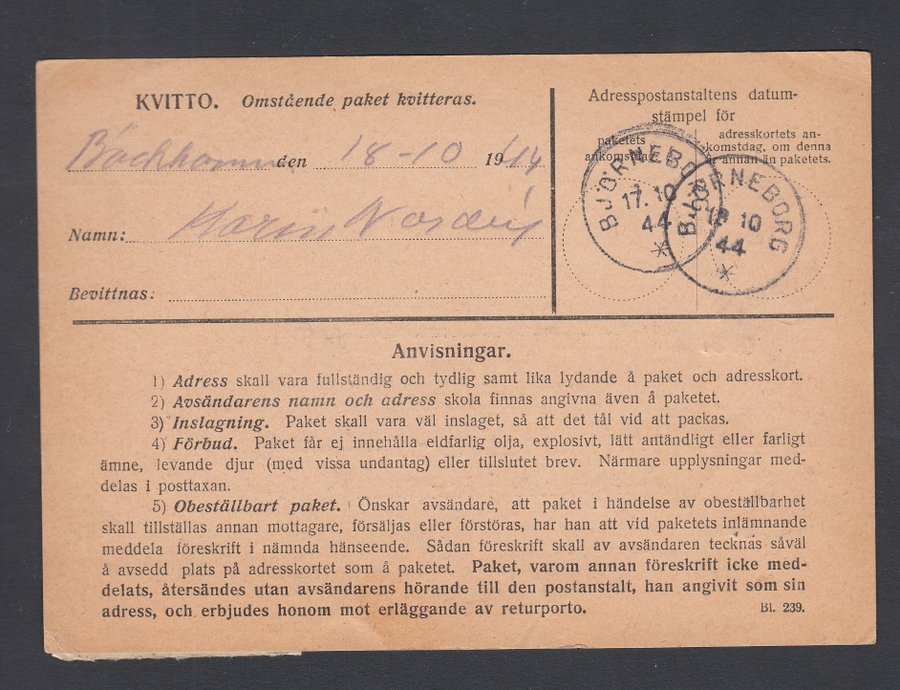 KVITTO. Omstående paket kvitteras.
den 18-10 19
Namn: Karin
Bevittnas:
Adresspostanstaltens datum-
stämpel för
paketets
ankomstdag
adresskortets an-
komstdag, om denna
är annan än paketets.
BJÖRNEBORG
17.10
44
BJÖRNEBORG
18 10
44
Anvisningar.
1) Adress skall vara fullständig och tydlig samt lika lydande å paket och adresskort.
2) Avsändarens namn och adress skola finnas angivna även å paketet.
3) Inslagning. Paket skall vara väl inslaget, så att det tål vid att packas.
4) Förbud. Paket får ej innehålla eldfarlig olja, explosivt, lätt antändligt eller farligt
ämne, levande djur (med vissa undantag) eller tillslutet brev. Närmare upplysningar med-
delas i posttaxan.
5) Obeställbart paket. Önskar avsändare, att paket i händelse av obeställbarhet
skall tillställas annan mottagare, försäljas eller förstöras, har han att vid paketets inlämnande
meddela föreskrift i nämnda hänseende. Sådan föreskrift skall av avsändaren tecknas såväl
å avsedd plats på adresskortet som å paketet. Paket, varom annan föreskrift icke med-
delats, återsändes utan avsändarens hörande till den postanstalt, han angivit som sin
adress, och erbjudes honom mot erläggande av returporto.
Bl. 239.